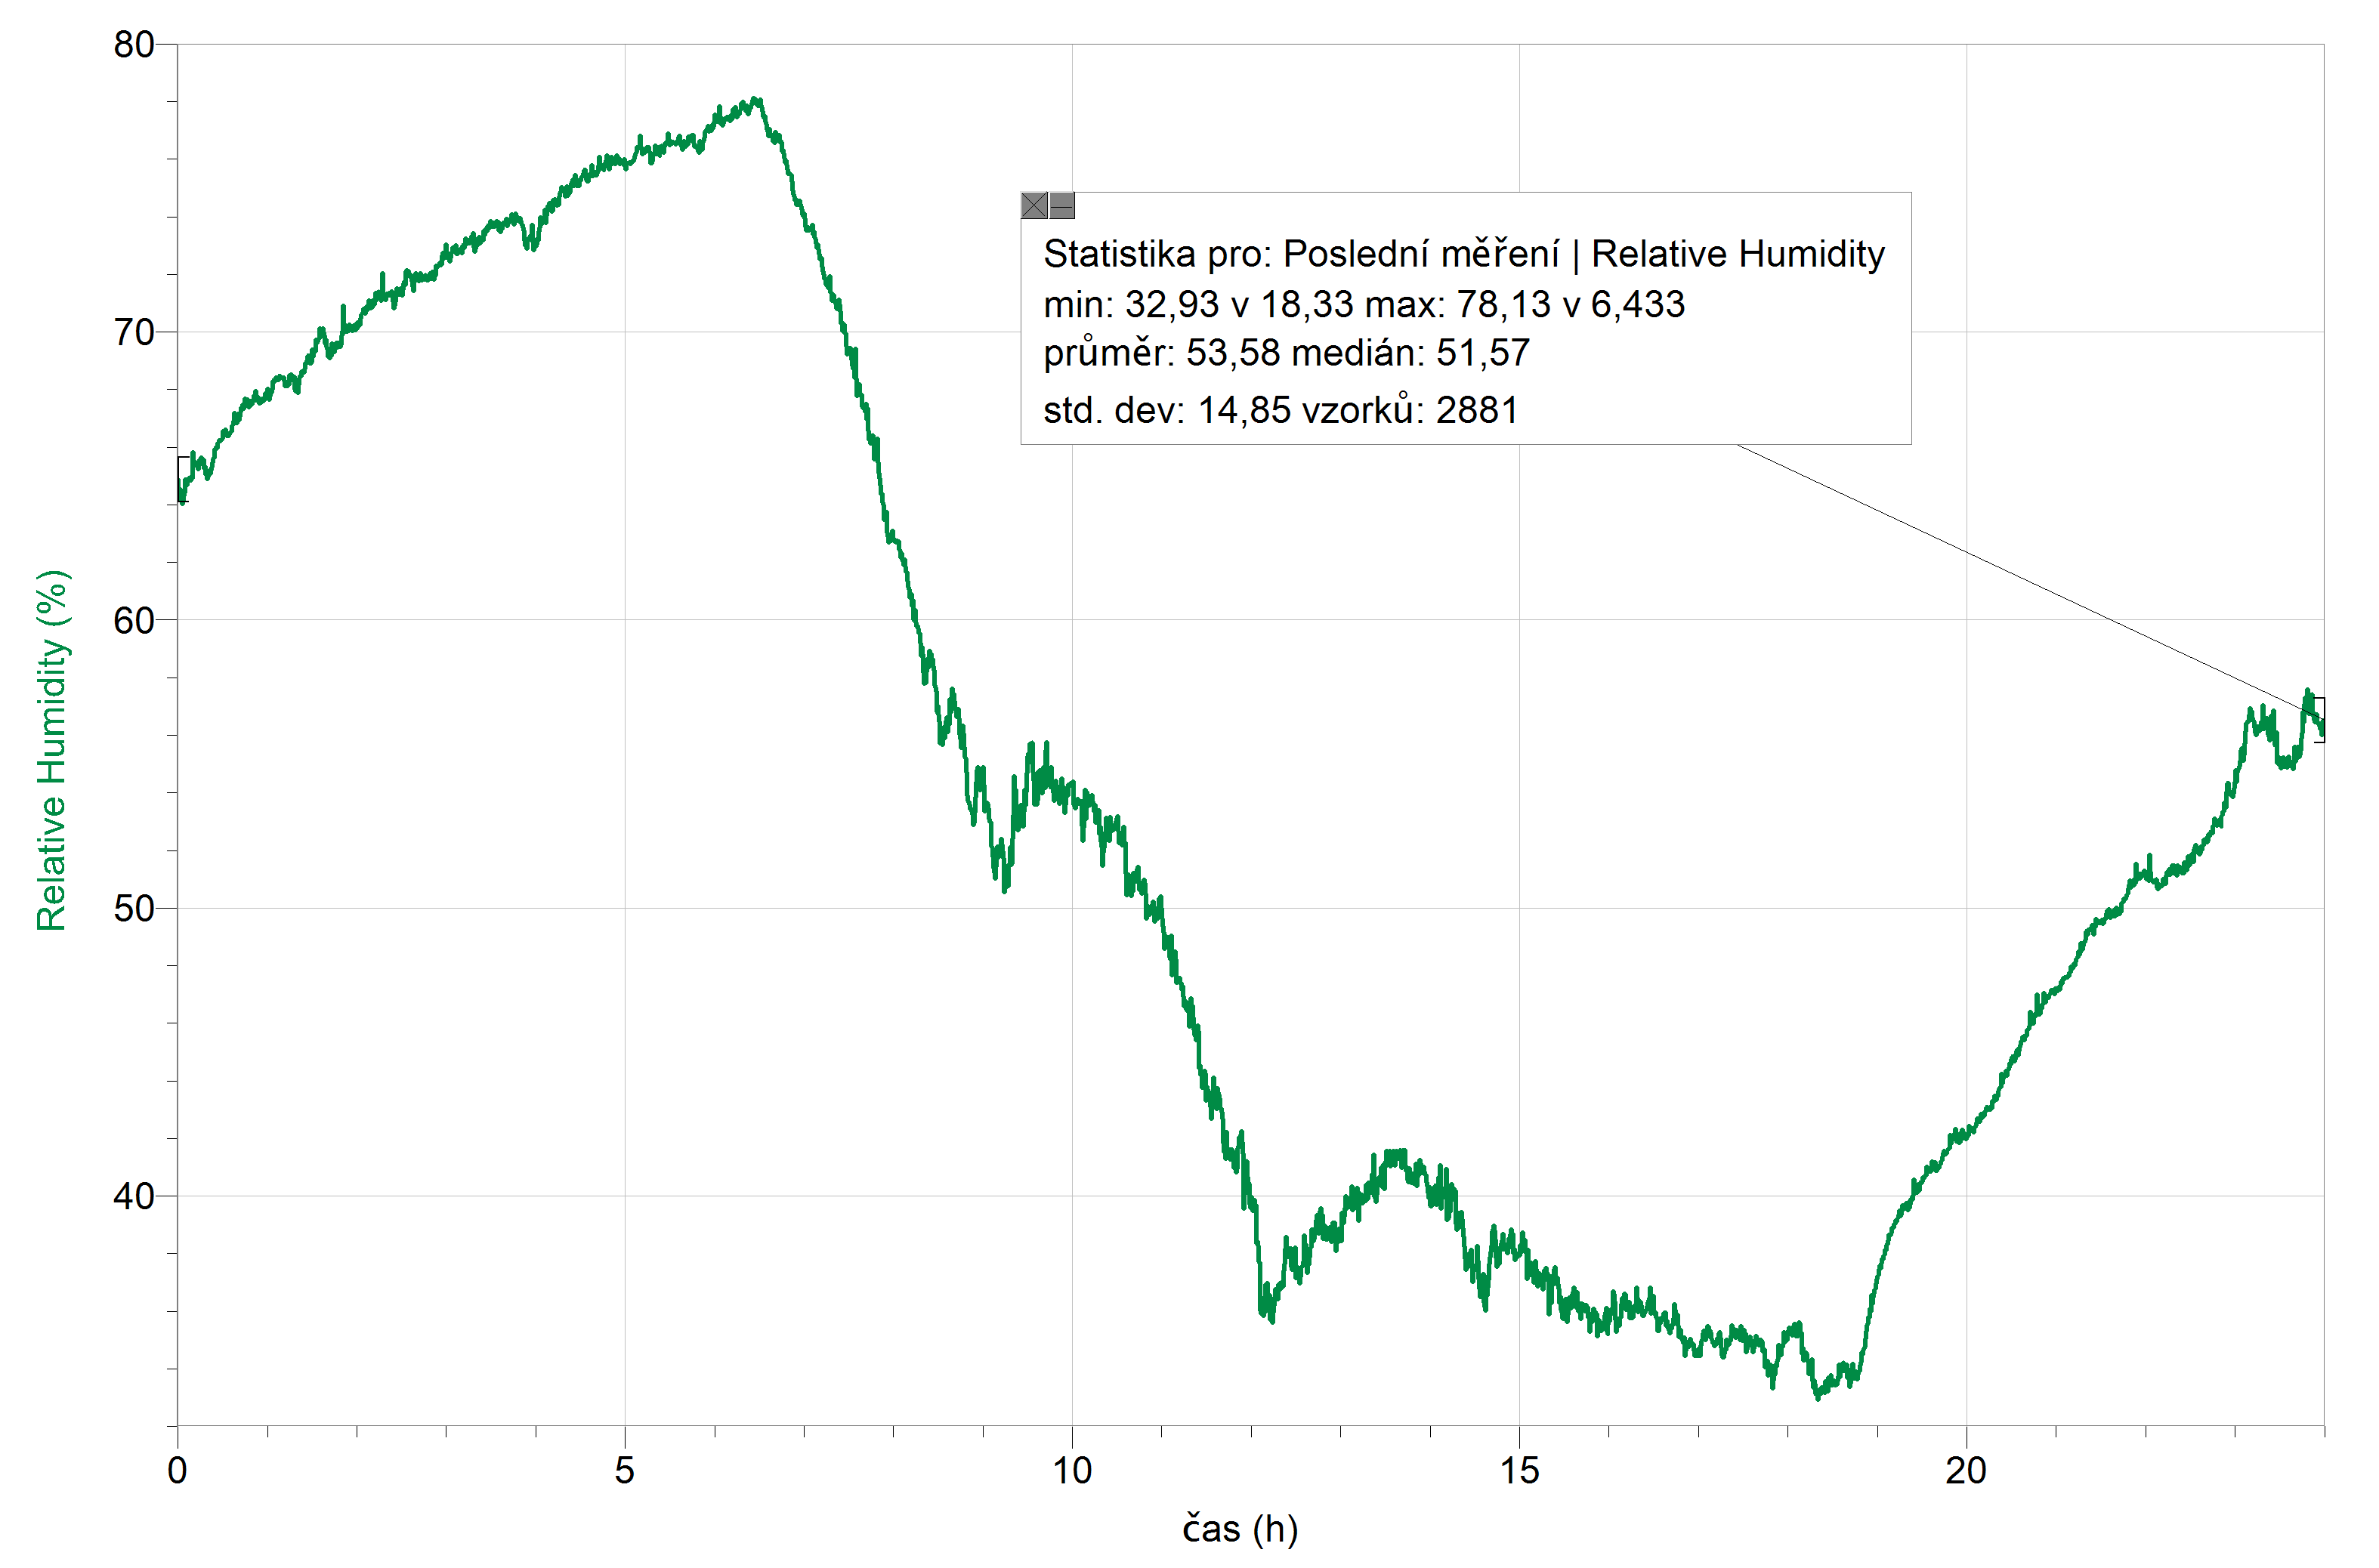 80
70
60
50
40
Relative Humidity (%)
Statistika pro: Poslední měření | Relative Humidity
min: 32,93 v 18,33 max: 78,13 v 6,433
průměr: 53,58 medián: 51,57
std. dev: 14,85 vzorků: 2881
0 5 10 15 20
čas (h)